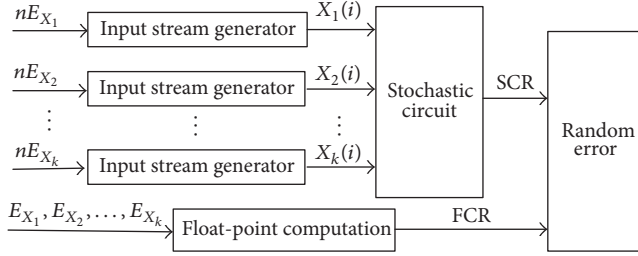 nE_{X_1} Input stream generator X_1(i)
nE_{X_2} Input stream generator X_2(i)
Stochastic circuit
SCR
Random error
⋮ ⋮ ⋮
nE_{X_k} Input stream generator X_k(i)
E_{X_1}, E_{X_2}, . . . , E_{X_k} Float-point computation FCR